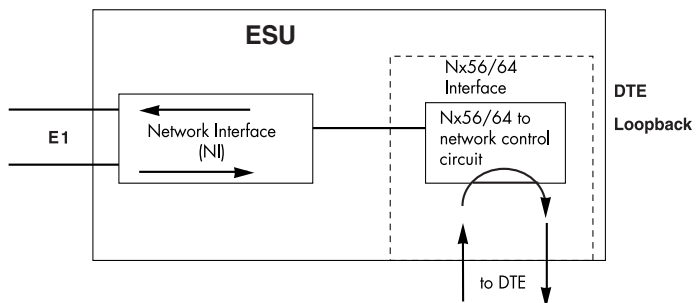 ESU
Nx56/64
Interface
DTE
Loopback
E1
Network Interface
(NI)
Nx56/64 to
network control
circuit
to DTE